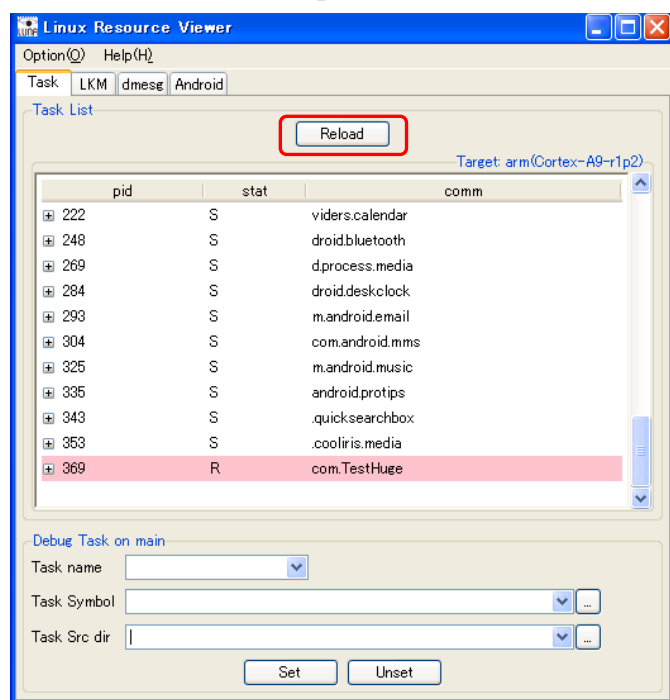 LUNA Linux Resource Viewer
Option(O) Help(H)
Task LKM dmesg Android
Task List
Reload
Target: arm(Cortex-A9-r1p2)
pid stat comm
222 S viders.calendar
248 S droid.bluetooth
269 S d.process.media
284 S droid.deskclock
293 S m.android.email
304 S com.android.mms
325 S m.android.music
335 S android.protips
343 S .quicksearchbox
353 S .cooliris.media
369 R com.TestHuge
Debug Task on main
Task name
Task Symbol ...
Task Src dir ...
Set Unset